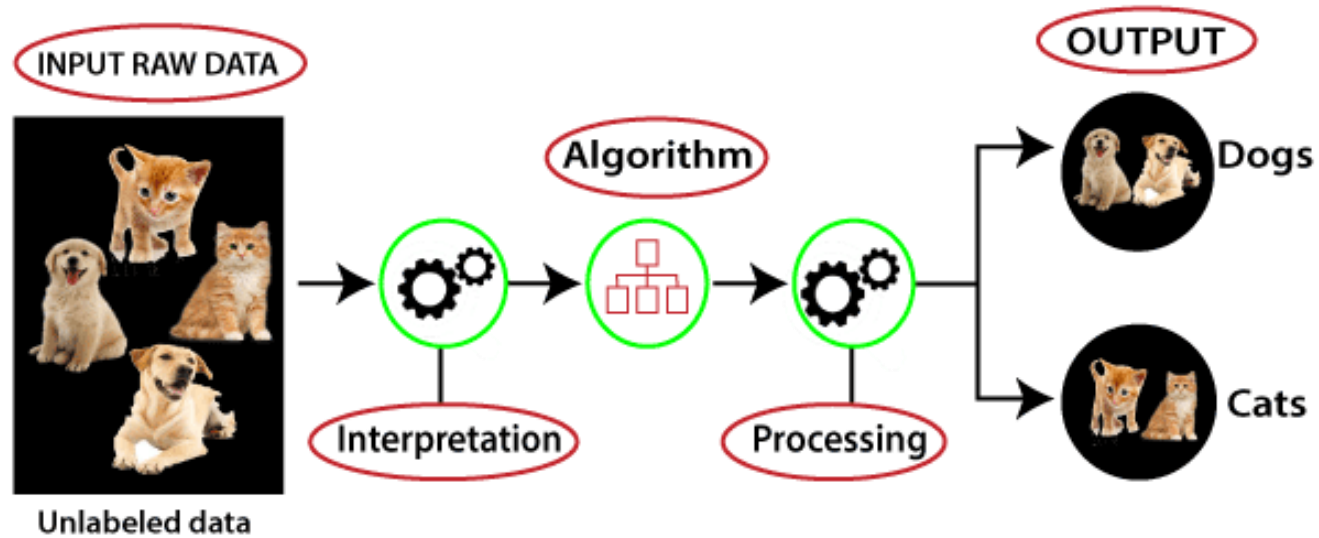 INPUT RAW DATA
OUTPUT
Algorithm
Dogs
Interpretation
Processing
Cats
Unlabeled data